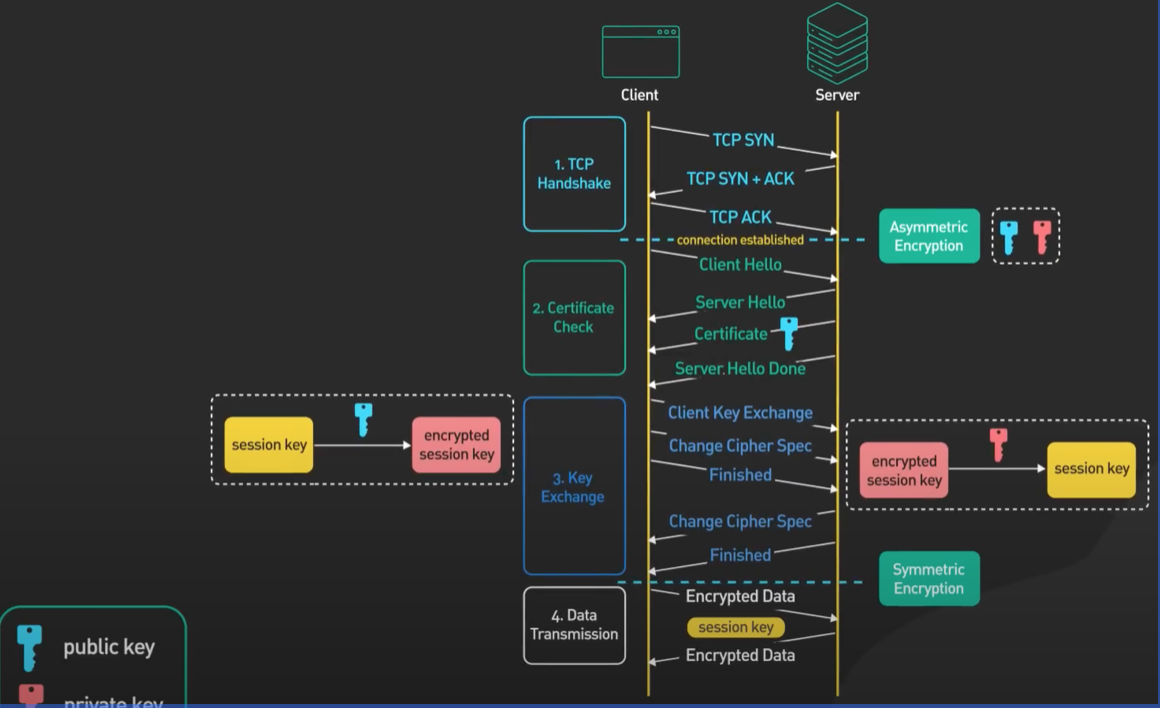 Client
Server
1. TCP
Handshake
TCP SYN
TCP SYN + ACK
TCP ACK
connection established
Asymmetric
Encryption
2. Certificate
Check
Client Hello
Server Hello
Certificate
Server Hello Done
session key
encrypted
session key
3. Key
Exchange
Client Key Exchange
Change Cipher Spec
Finished
Change Cipher Spec
Finished
encrypted
session key
session key
Symmetric
Encryption
4. Data
Transmission
Encrypted Data
session key
Encrypted Data
public key
private key